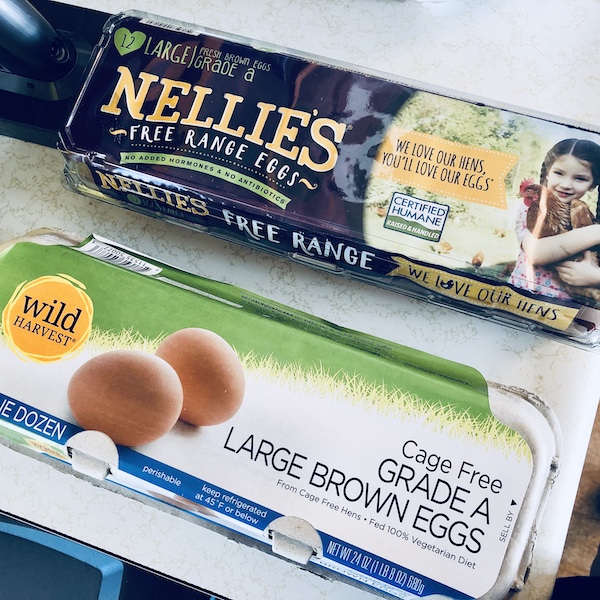 12
LARGE
FRESH BROWN EGGS
GRADE a
NELLIE'S
FREE RANGE EGGS
NO ADDED HORMONES & NO ANTIBIOTICS
WE LOVE OUR HENS,
YOU'LL LOVE OUR EGGS
CERTIFIED
HUMANE
RAISED & HANDLED
NELLIE'S
FREE RANGE
WE LOVE OUR HENS
wild
HARVEST®
NE DOZEN
perishable
keep refrigerated
at 45°F or below
Cage Free
GRADE A
LARGE BROWN EGGS
From Cage Free Hens • Fed 100% Vegetarian Diet
NET WT 24 OZ (1 LB 8 OZ) 680g
SELL BY